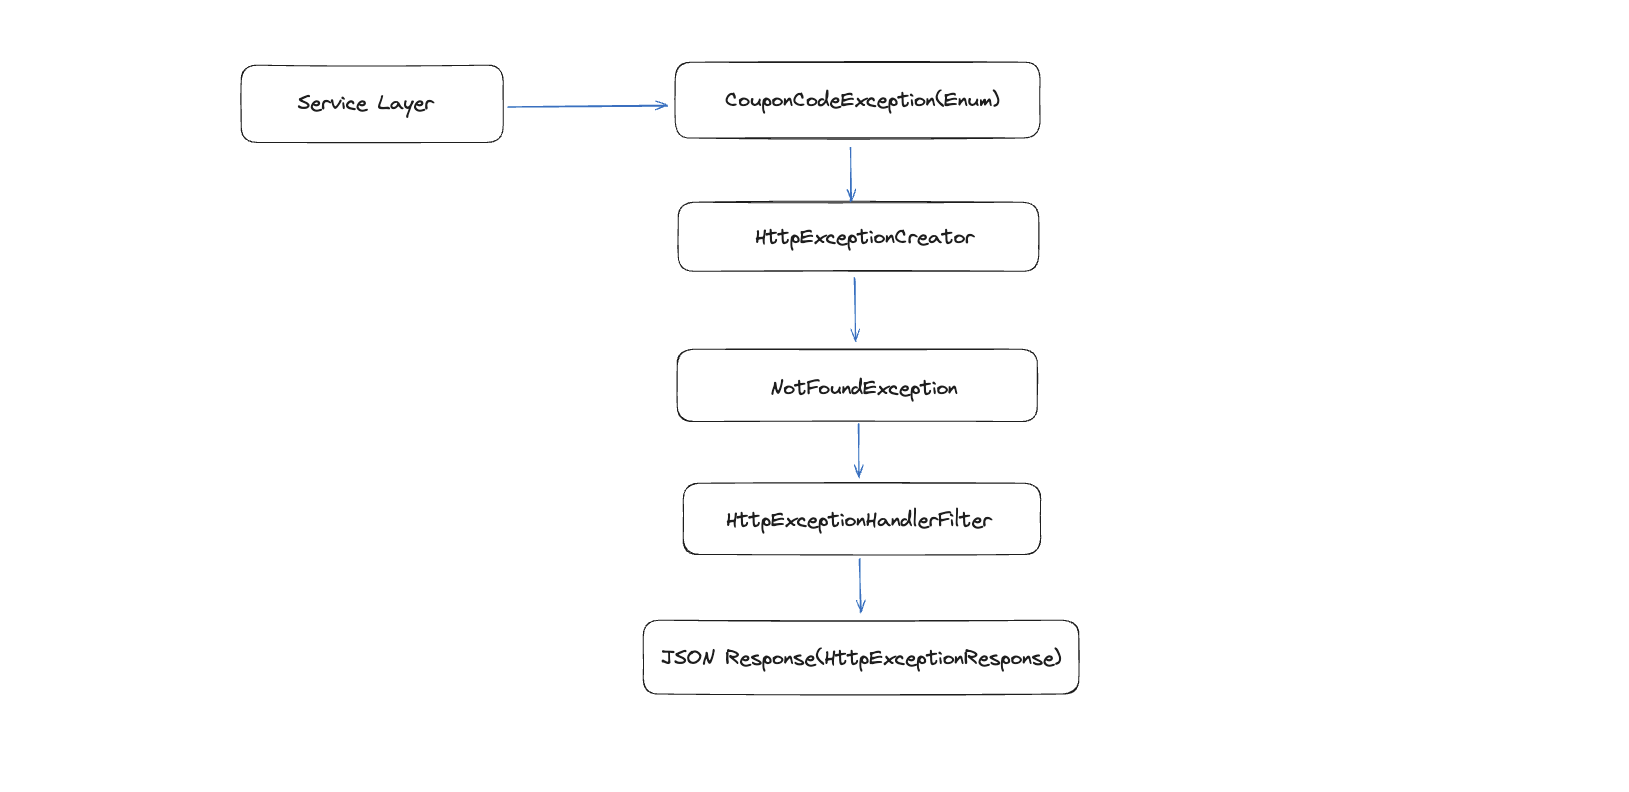 Service Layer
CouponCodeException(Enum)
HttpExceptionCreator
NotFoundException
HttpExceptionHandlerFilter
JSON Response(HttpExceptionResponse)